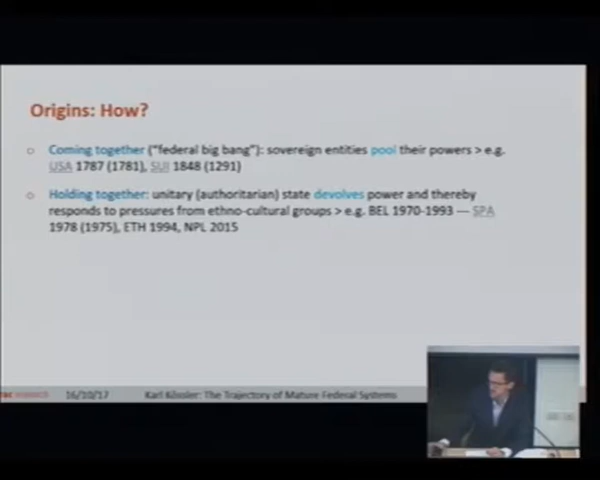 Origins: How?
Coming together ("federal big bang"): sovereign entities pool their powers > e.g.
USA 1787 (1781), SUI 1848 (1291)
Holding together: unitary (authoritarian) state devolves power and thereby
responds to pressures from ethno-cultural groups > e.g. BEL 1970-1993 — SPA
1978 (1975), ETH 1994, NPL 2015
16/10/17 Karl Kössler: The Trajectory of Mature Federal Systems